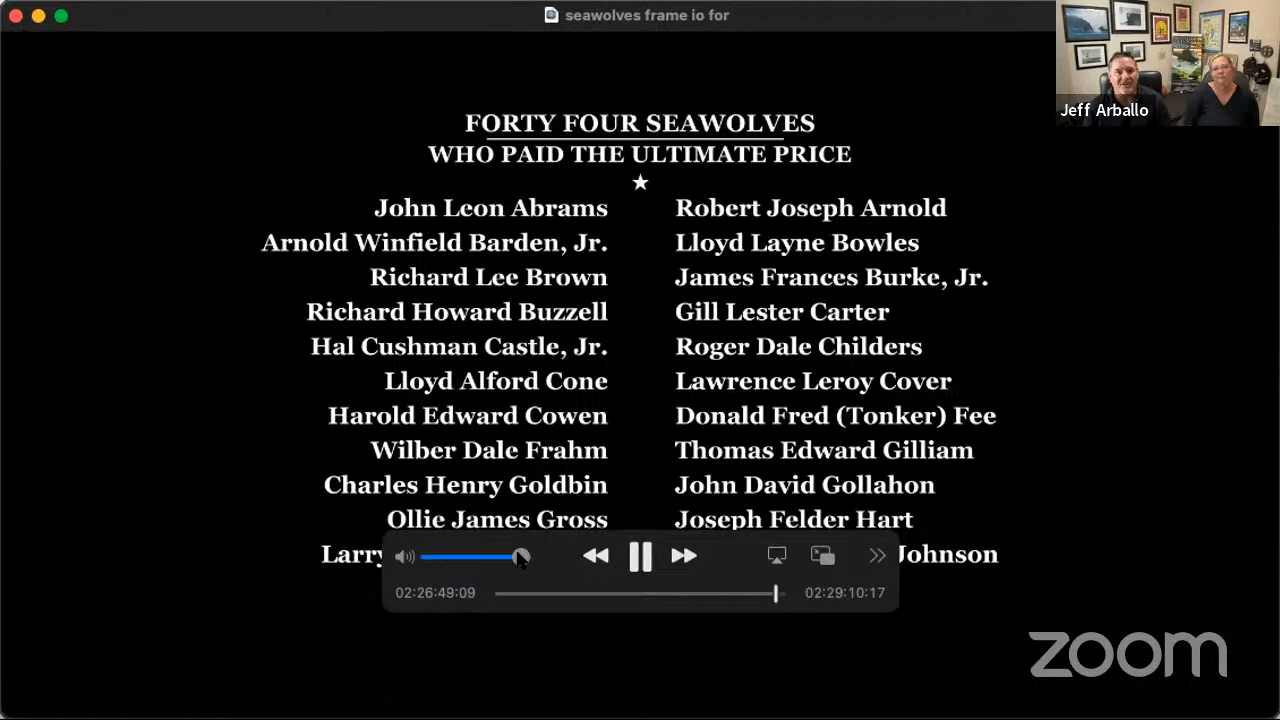 seawolves frame io for
Jeff Arballo
FORTY FOUR SEAWOLVES
WHO PAID THE ULTIMATE PRICE
John Leon Abrams Robert Joseph Arnold
Arnold Winfield Barden, Jr. Lloyd Layne Bowles
Richard Lee Brown James Frances Burke, Jr.
Richard Howard Buzzell Gill Lester Carter
Hal Cushman Castle, Jr. Roger Dale Childers
Lloyd Alford Cone Lawrence Leroy Cover
Harold Edward Cowen Donald Fred (Tonker) Fee
Wilber Dale Frahm Thomas Edward Gilliam
Charles Henry Goldbin John David Gollahon
Ollie James Gross Joseph Felder Hart
Larry Johnson
02:26:49:09 02:29:10:17
zoom